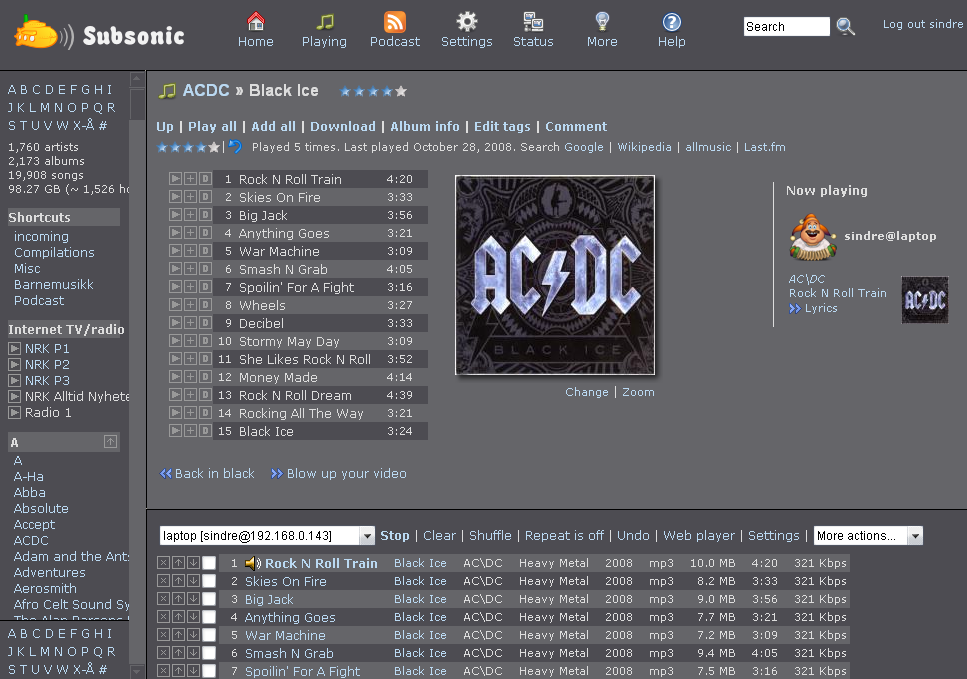 Subsonic
Home Playing Podcast Settings Status More Help
Search
Log out sindre
A B C D E F G H I
J K L M N O P Q R
S T U V W X-Å #
1,760 artists
2,173 albums
19,908 songs
98.27 GB (~ 1,526 ho
Shortcuts
incoming
Compilations
Misc
Barnemusikk
Podcast
Internet TV/radio
NRK P1
NRK P2
NRK P3
NRK Alltid Nyhete
Radio 1
A
A
A-Ha
Abba
Absolute
Accept
ACDC
Adam and the Ants
Adventures
Aerosmith
Afro Celt Sound Sy
The Alan Parsons
A B C D E F G H I
J K L M N O P Q R
S T U V W X-Å #
ACDC » Black Ice
Up | Play all | Add all | Download | Album info | Edit tags | Comment
Played 5 times. Last played October 28, 2008. Search Google | Wikipedia | allmusic | Last.fm
D 1 Rock N Roll Train 4:20
D 2 Skies On Fire 3:33
D 3 Big Jack 3:56
D 4 Anything Goes 3:21
D 5 War Machine 3:09
D 6 Smash N Grab 4:05
D 7 Spoilin' For A Fight 3:16
D 8 Wheels 3:27
D 9 Decibel 3:33
D 10 Stormy May Day 3:09
D 11 She Likes Rock N Roll 3:52
D 12 Money Made 4:14
D 13 Rock N Roll Dream 4:39
D 14 Rocking All The Way 3:21
D 15 Black Ice 3:24
AC DC
BLACK ICE
Change | Zoom
Now playing
sindre@laptop
AC\DC
Rock N Roll Train
Lyrics
AC DC
Back in black Blow up your video
laptop [sindre@192.168.0.143] Stop | Clear | Shuffle | Repeat is off | Undo | Web player | Settings | More actions...
1 Rock N Roll Train Black Ice AC\DC Heavy Metal 2008 mp3 10.0 MB 4:20 321 Kbps
2 Skies On Fire Black Ice AC\DC Heavy Metal 2008 mp3 8.2 MB 3:33 321 Kbps
3 Big Jack Black Ice AC\DC Heavy Metal 2008 mp3 9.0 MB 3:56 321 Kbps
4 Anything Goes Black Ice AC\DC Heavy Metal 2008 mp3 7.7 MB 3:21 321 Kbps
5 War Machine Black Ice AC\DC Heavy Metal 2008 mp3 7.2 MB 3:09 321 Kbps
6 Smash N Grab Black Ice AC\DC Heavy Metal 2008 mp3 9.4 MB 4:05 321 Kbps
7 Spoilin' For A Fight Black Ice AC\DC Heavy Metal 2008 mp3 7.5 MB 3:16 321 Kbps